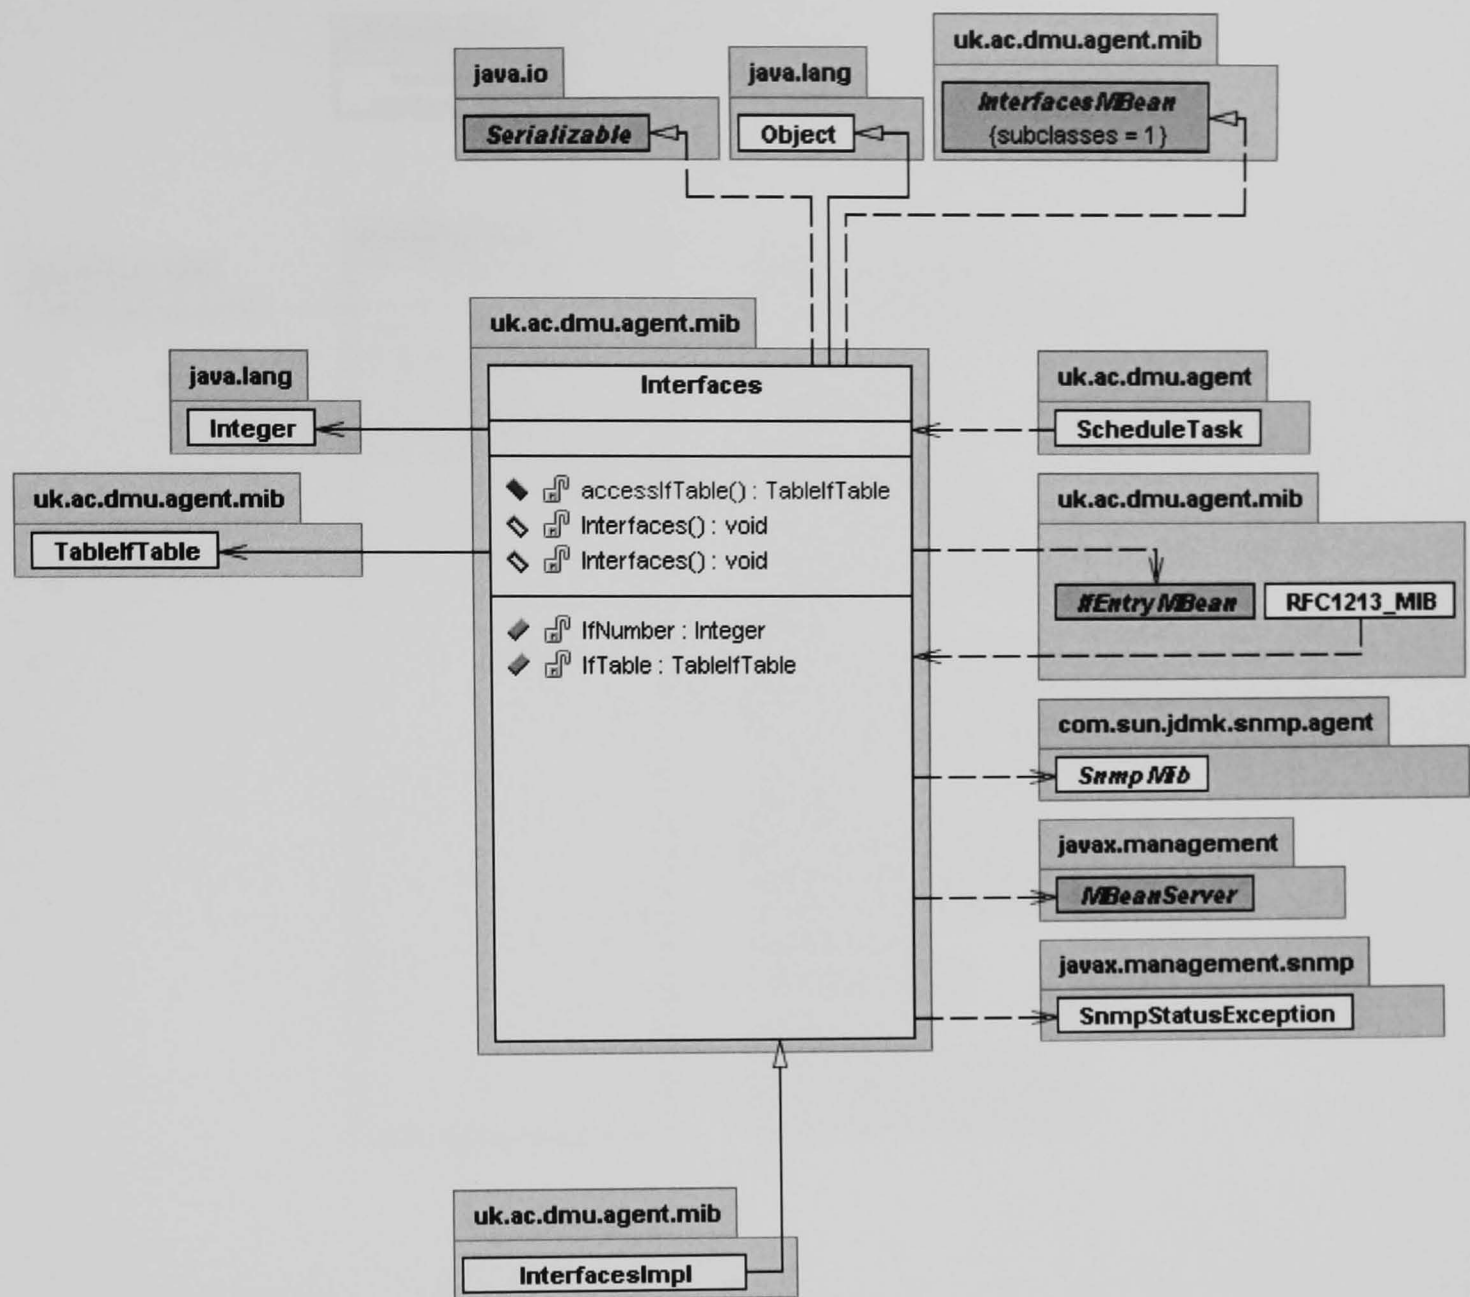 uk.ac.dmu.agent.mib
java.io
java.lang
InterfacesMBean
{subclasses = 1}
Serializable
Object
uk.ac.dmu.agent.mib
java.lang
uk.ac.dmu.agent
Interfaces
Integer
ScheduleTask
uk.ac.dmu.agent.mib
uk.ac.dmu.agent.mib
accessIfTable() : TableIfTable
Interfaces() : void
TableIfTable
Interfaces() : void
IfEntryMBean
RFC1213_MIB
IfNumber : Integer
IfTable : TableIfTable
com.sun.jdmk.snmp.agent
SnmpMib
javax.management
MBeanServer
javax.management.snmp
SnmpStatusException
uk.ac.dmu.agent.mib
InterfacesImpl